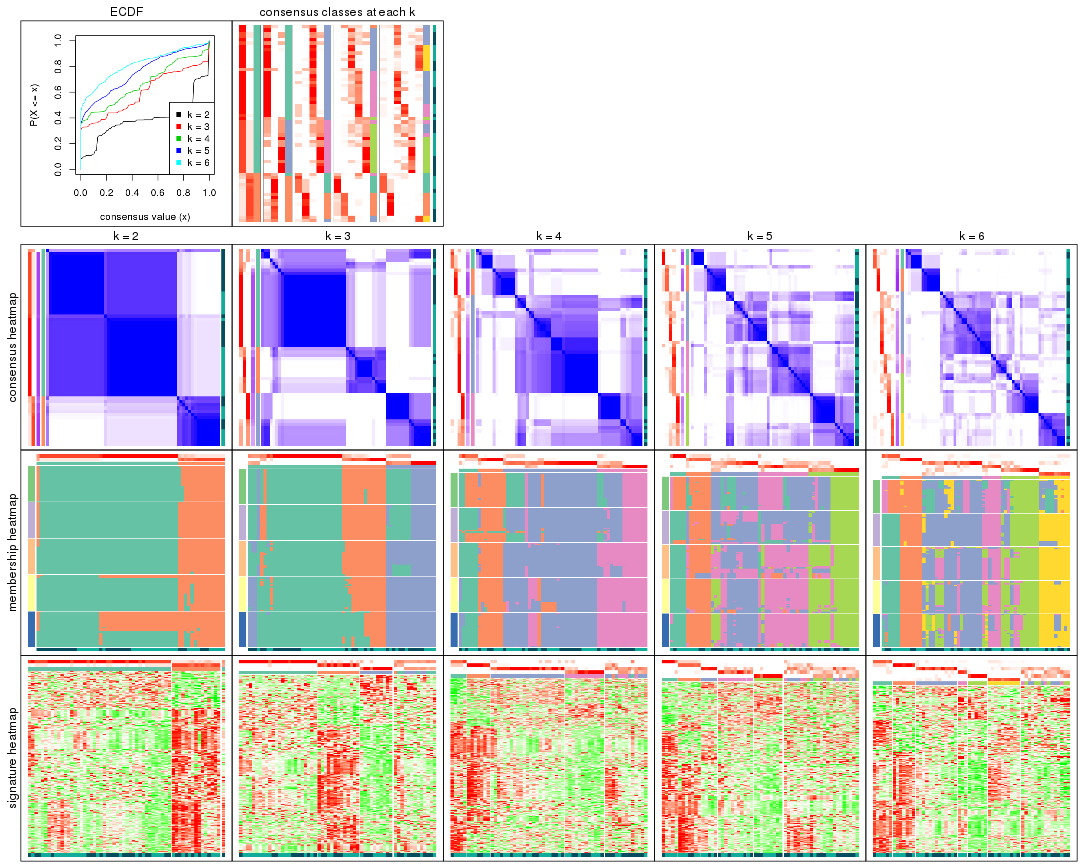 ECDF
consensus classes at each k
P(X <= x)
0.0
0.2
0.4
0.6
0.8
1.0
k = 2
k = 3
k = 4
k = 5
k = 6
0.0 0.2 0.4 0.6 0.8 1.0
consensus value (x)
k = 2
k = 3
k = 4
k = 5
k = 6
consensus heatmap
membership heatmap
signature heatmap